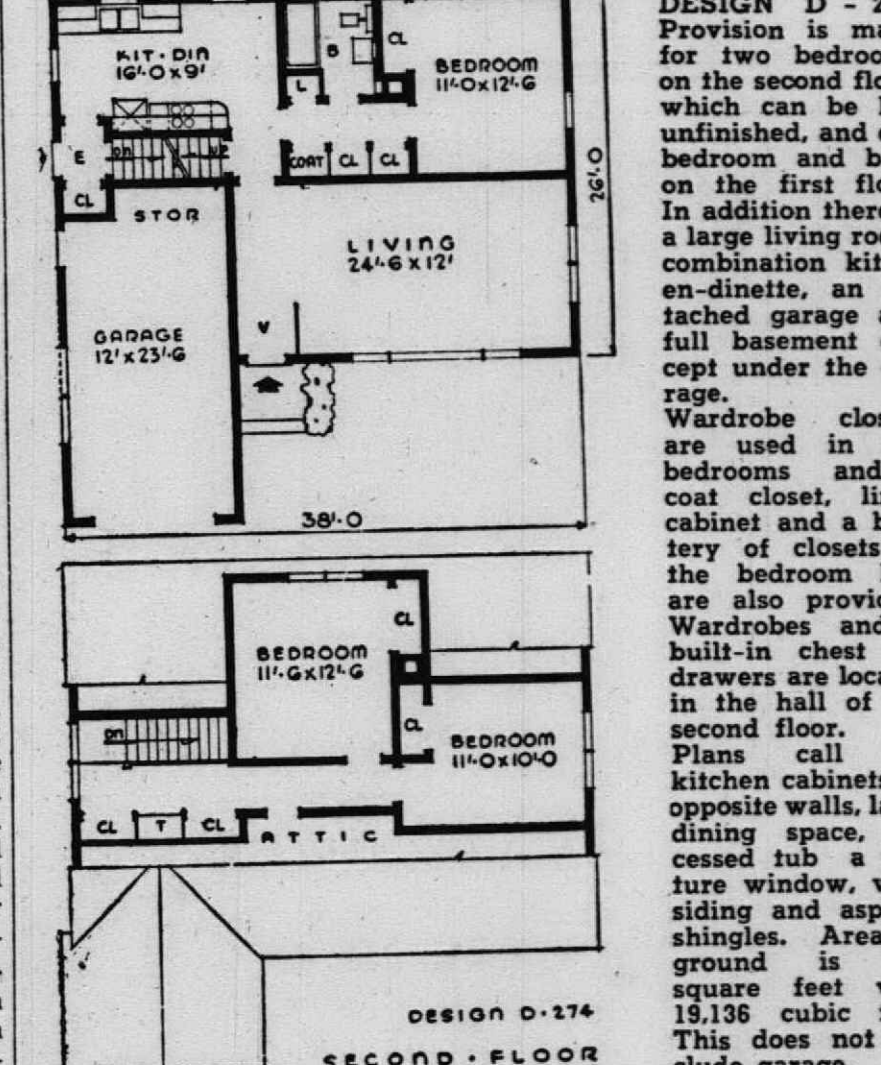 KIT·DIN
16'-0x9'
B
CL
BEDROOM
11'-0x12'-6
L
E
DN
UP
COAT
CL
CL
CL
STOR
26'-0
LIVING
24'-6x12'
V
GARAGE
12'x23'-6
38'-0
CL
BEDROOM
11'-6x12'-6
DN
CL
BEDROOM
11'-0x10'-0
CL
T
CL
ATTIC
DESIGN D-274
SECOND·FLOOR
DESIGN D - 2
Provision is ma
for two bedroo
on the second flo
which can be
unfinished, and
bedroom and b
on the first flo
In addition there
a large living roo
combination kit
en-dinette, an
tached garage a
full basement
cept under the
rage.
Wardrobe clos
are used in
bedrooms and
coat closet, li
cabinet and a b
tery of closets
the bedroom
are also provid
Wardrobes and
built-in chest
drawers are loca
in the hall of
second floor.
Plans call
kitchen cabinets
opposite walls, la
dining space,
cessed tub a
ture window, w
siding and asp
shingles. Area
ground is
square feet
19,136 cubic
This does not
clude garage